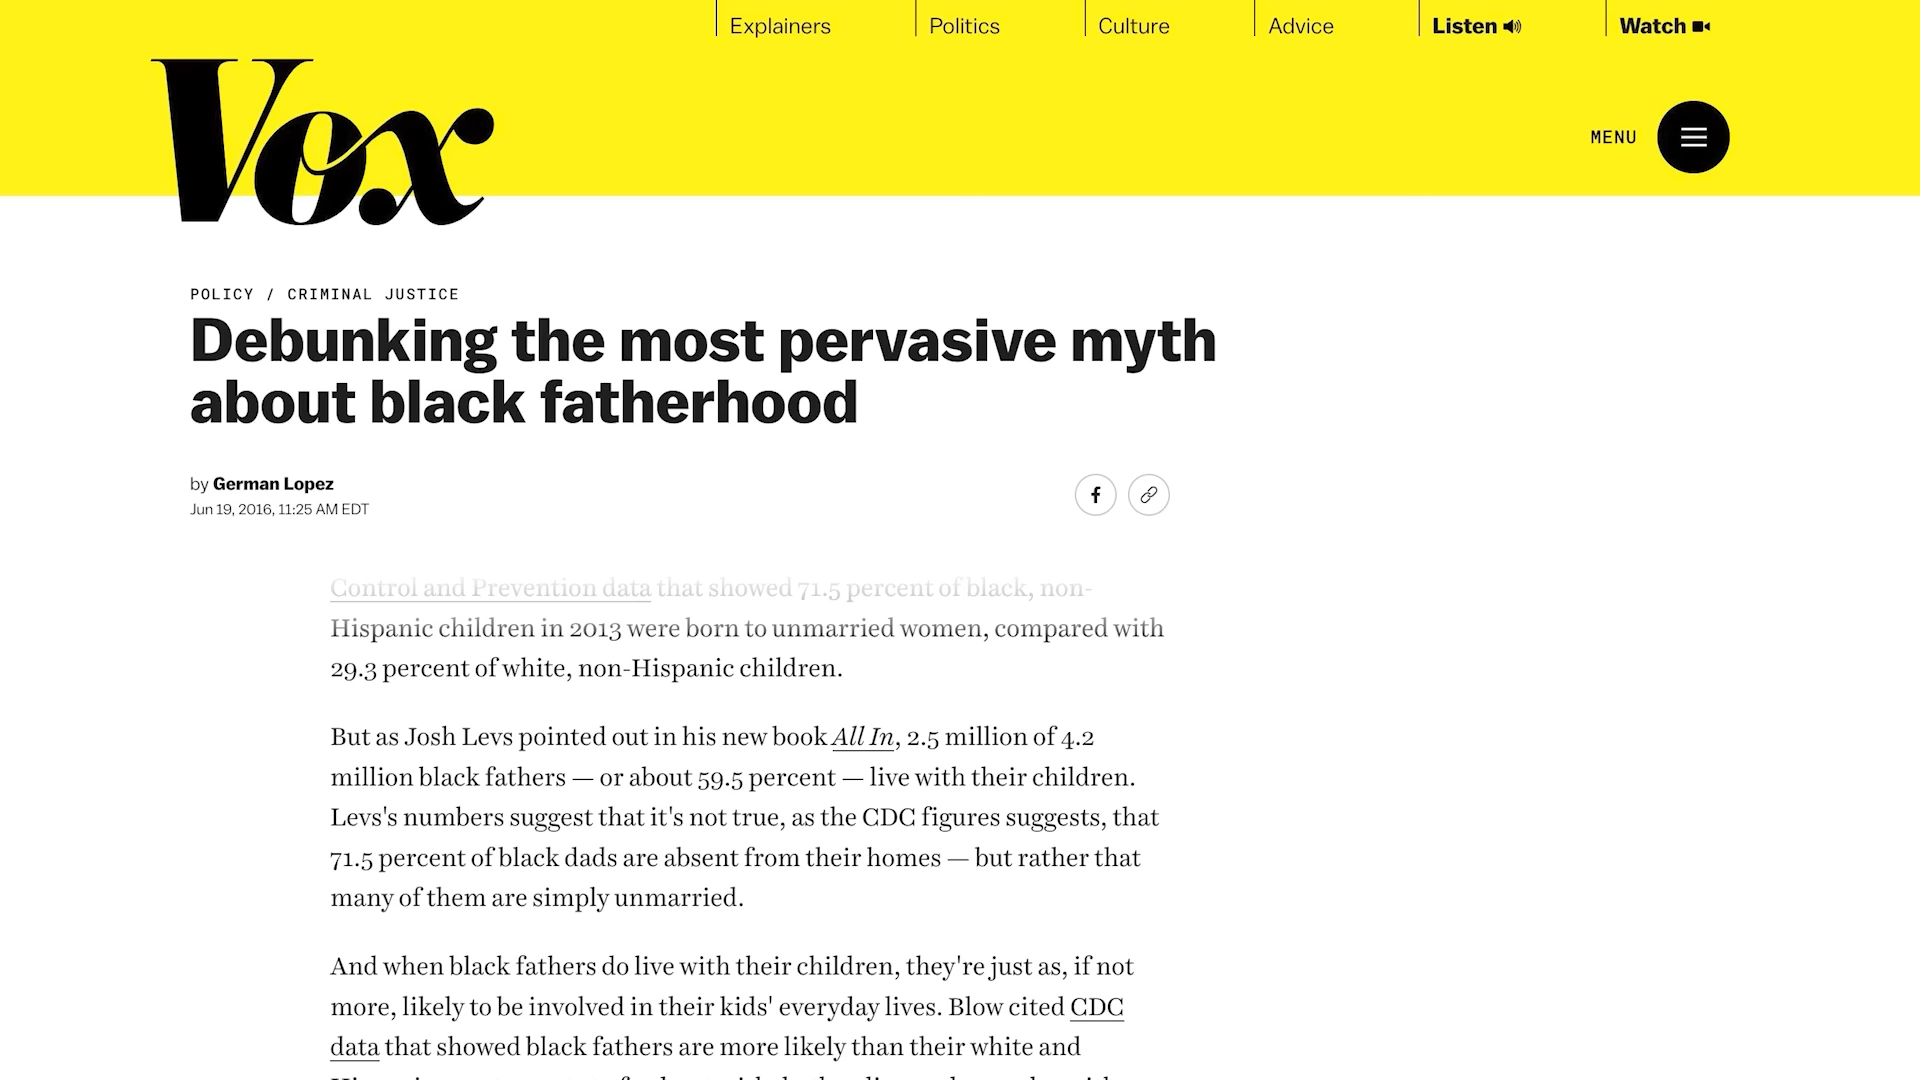 Explainers
Politics
Culture
Advice
Listen
Watch
Vox
MENU
POLICY / CRIMINAL JUSTICE
Debunking the most pervasive myth
about black fatherhood
by German Lopez
Jun 19, 2016, 11:25 AM EDT
Control and Prevention data that showed 71.5 percent of black, non-
Hispanic children in 2013 were born to unmarried women, compared with
29.3 percent of white, non-Hispanic children.
But as Josh Levs pointed out in his new book All In, 2.5 million of 4.2
million black fathers — or about 59.5 percent — live with their children.
Levs's numbers suggest that it's not true, as the CDC figures suggests, that
71.5 percent of black dads are absent from their homes — but rather that
many of them are simply unmarried.
And when black fathers do live with their children, they're just as, if not
more, likely to be involved in their kids' everyday lives. Blow cited CDC
data that showed black fathers are more likely than their white and